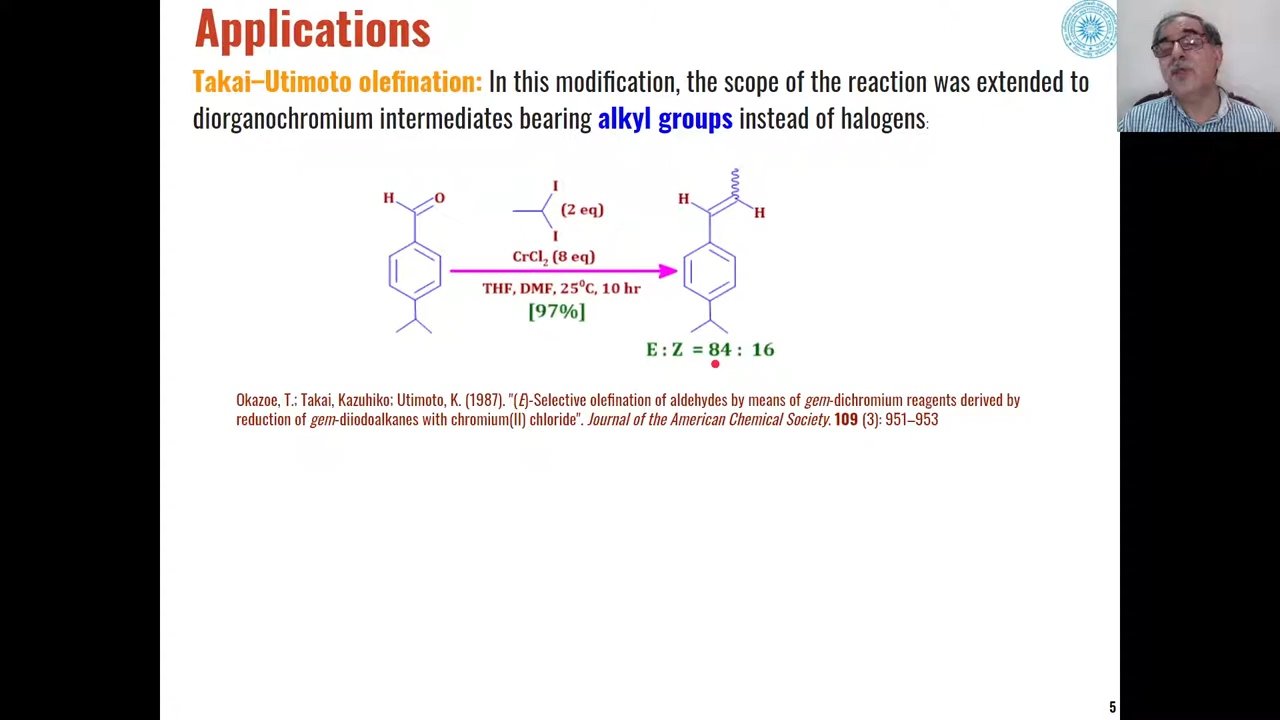 Applications
Takai–Utimoto olefination: In this modification, the scope of the reaction was extended to
diorganochromium intermediates bearing alkyl groups instead of halogens:
H O
I
(2 eq)
I
CrCl2 (8 eq)
THF, DMF, 25⁰C, 10 hr
[97%]
H
H
E : Z = 84 : 16
Okazoe, T.; Takai, Kazuhiko; Utimoto, K. (1987). "(E)-Selective olefination of aldehydes by means of gem-dichromium reagents derived by
reduction of gem-diiodoalkanes with chromium(II) chloride". Journal of the American Chemical Society. 109 (3): 951–953
5